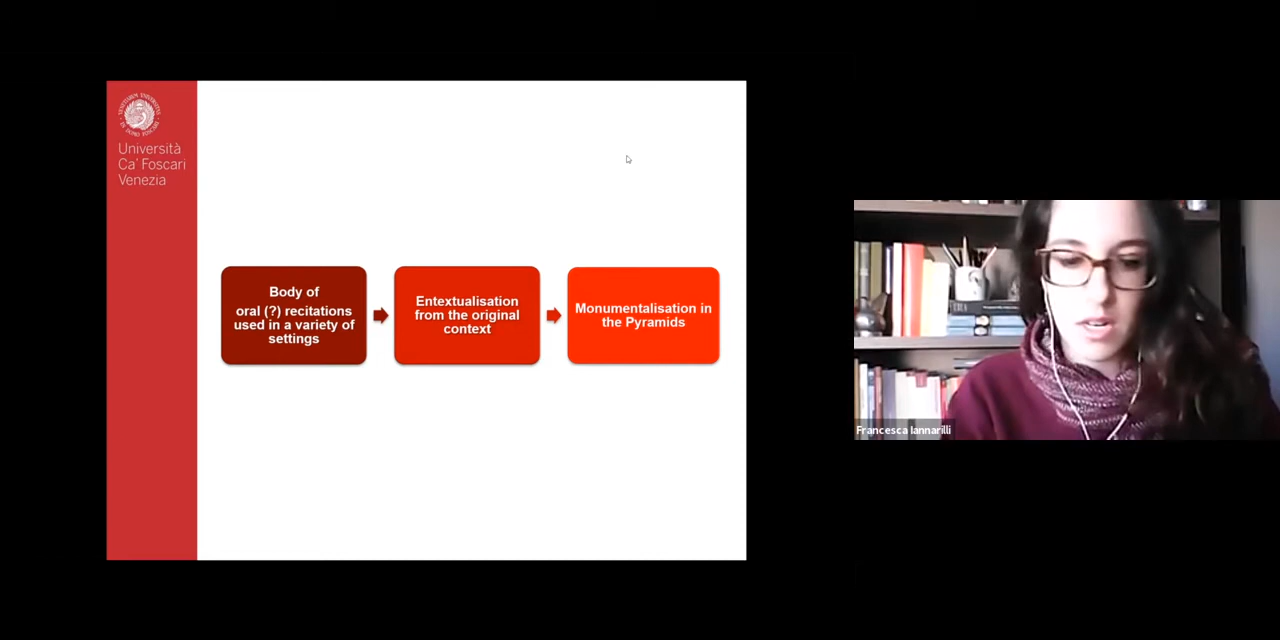 Università
Ca' Foscari
Venezia
Body of
oral (?) recitations
used in a variety of
settings
Entextualisation
from the original
context
Monumentalisation in
the Pyramids
Francesca Iannarilli